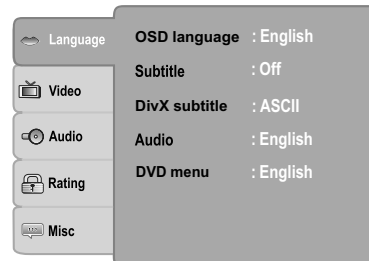 Language
Video
Audio
Rating
Misc
OSD language : English
Subtitle : Off
DivX subtitle : ASCII
Audio : English
DVD menu : English